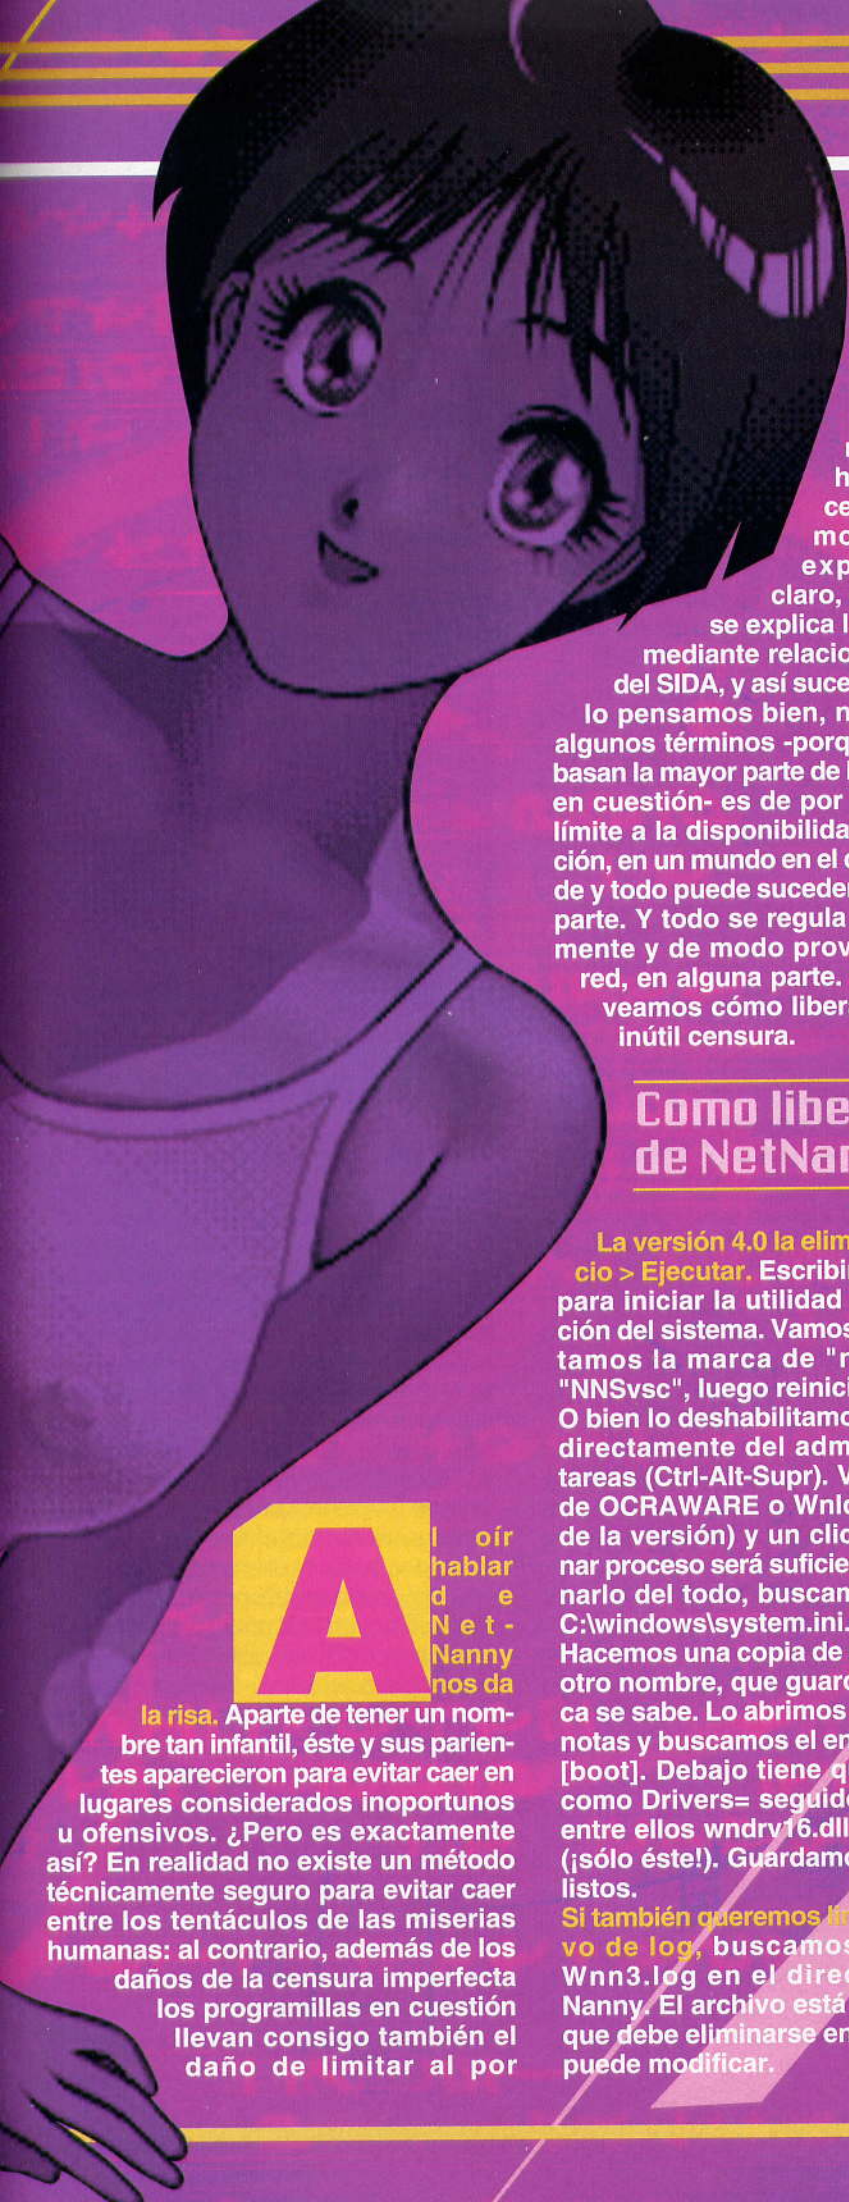 Al oír
hablar
de
Net-
Nanny
nos da
la risa. Aparte de tener un nom-
bre tan infantil, éste y sus parien-
tes aparecieron para evitar caer en
lugares considerados inoportunos
u ofensivos. ¿Pero es exactamente
así? En realidad no existe un método
técnicamente seguro para evitar caer
entre los tentáculos de las miserias
humanas: al contrario, además de los
daños de la censura imperfecta
los programillas en cuestión
llevan consigo también el
daño de limitar al por
h
ce
mo
exp
claro,
se explica l
mediante relacio
del SIDA, y así suce
lo pensamos bien, n
algunos términos -porq
basan la mayor parte de l
en cuestión- es de por
límite a la disponibilida
ción, en un mundo en el
de y todo puede suceder
parte. Y todo se regula
mente y de modo prov
red, en alguna parte.
veamos cómo libera
inútil censura.
Como libe
de NetNan
La versión 4.0 la elim
cio > Ejecutar. Escribi
para iniciar la utilidad
ción del sistema. Vamos
tamos la marca de "n
"NNSvsc", luego reinici
O bien lo deshabilitamo
directamente del adm
tareas (Ctrl-Alt-Supr). V
de OCRAWARE o Wnld
de la versión) y un clic
nar proceso será suficie
narlo del todo, buscan
C:\windows\system.ini.
Hacemos una copia de
otro nombre, que guard
ca se sabe. Lo abrimos
notas y buscamos el en
[boot]. Debajo tiene q
como Drivers= seguido
entre ellos wndrv16.dll
(¡sólo éste!). Guardamo
listos.
Si también queremos lim
vo de log, buscamos
Wnn3.log en el direc
Nanny. El archivo está
que debe eliminarse en
puede modificar.